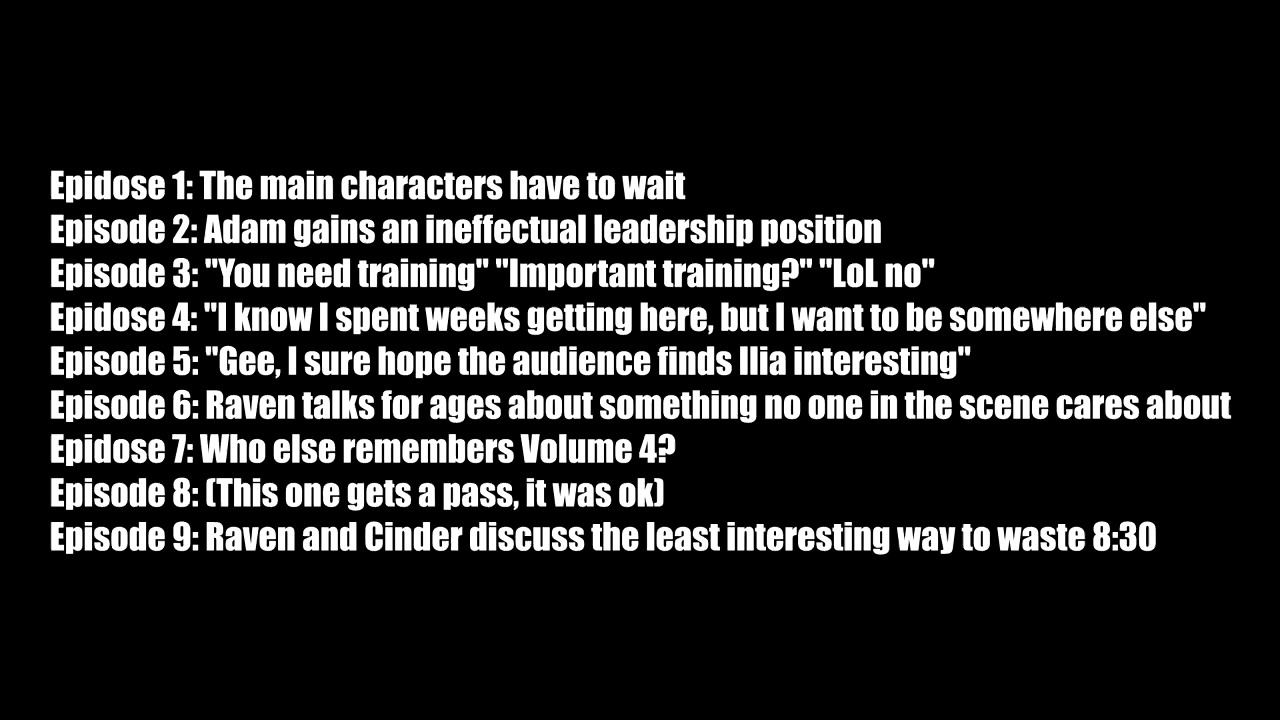 Epidose 1: The main characters have to wait
Episode 2: Adam gains an ineffectual leadership position
Episode 3: "You need training" "Important training?" "LoL no"
Epidose 4: "I know I spent weeks getting here, but I want to be somewhere else"
Episode 5: "Gee, I sure hope the audience finds Ilia interesting"
Episode 6: Raven talks for ages about something no one in the scene cares about
Epidose 7: Who else remembers Volume 4?
Episode 8: (This one gets a pass, it was ok)
Episode 9: Raven and Cinder discuss the least interesting way to waste 8:30